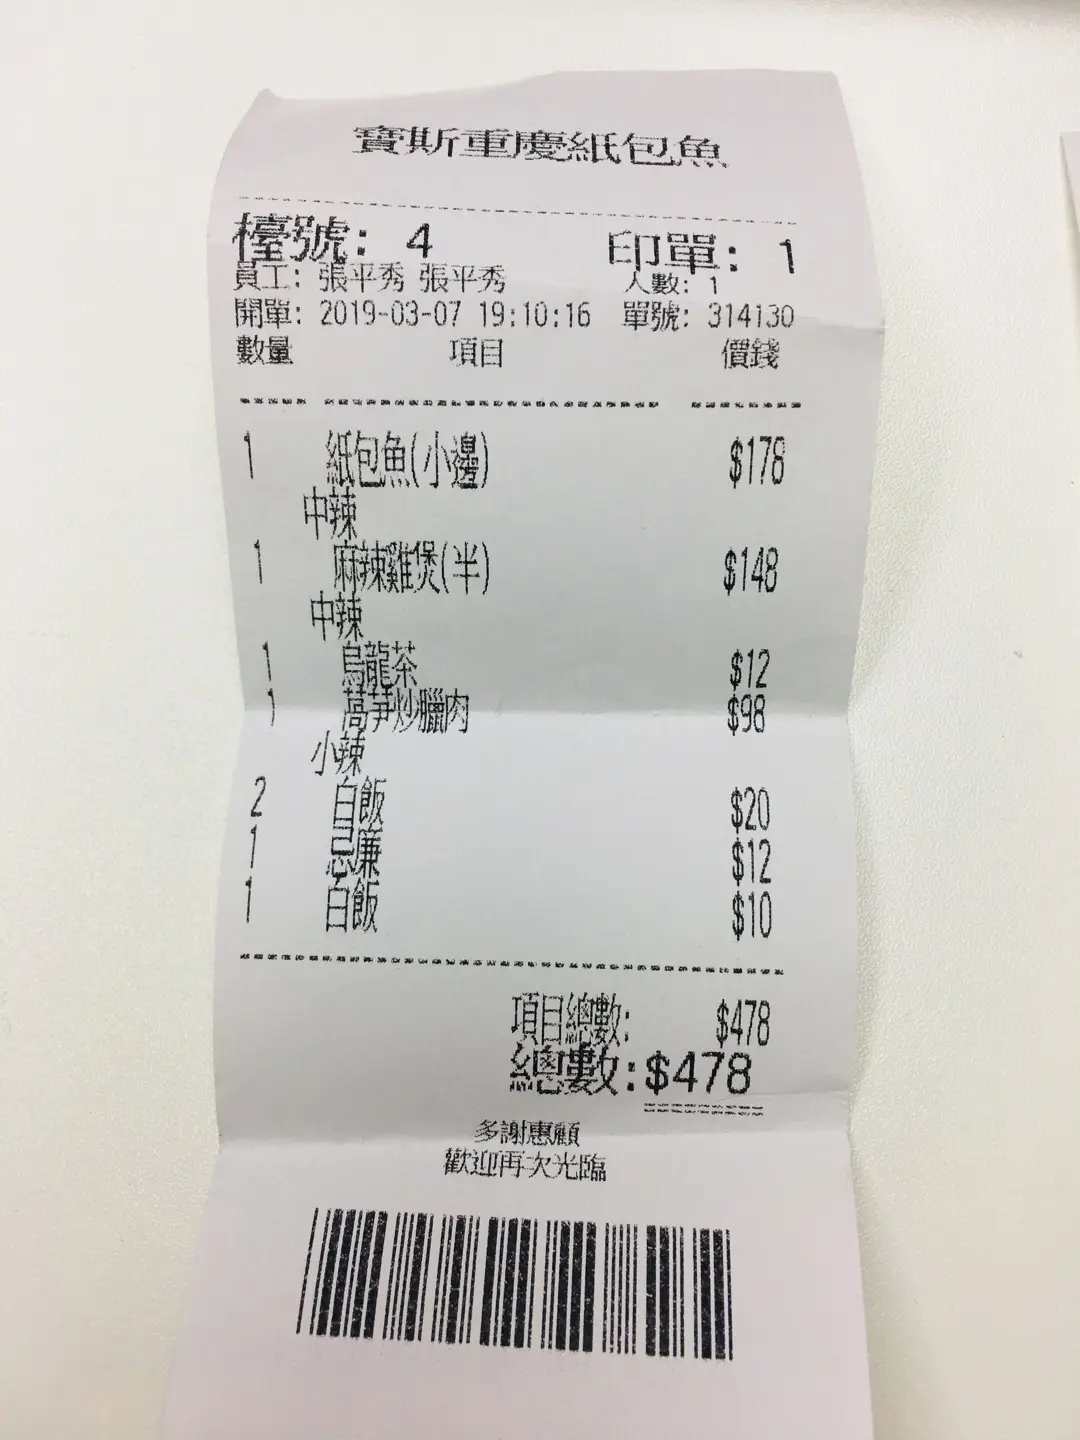 寶斯重慶紙包魚
檯號: 4 印單: 1
員工: 張平秀 張平秀 人數: 1
開單: 2019-03-07 19:10:16 單號: 314130
數量 項目 價錢
1 紙包魚(小邊) $178
中辣
1 麻辣雞煲(半) $148
中辣
1 烏龍茶 $12
1 萵芛炒臘肉 $98
小辣
2 白飯 $20
1 忌廉 $12
1 白飯 $10
項目總數: $478
總數:$478
多謝惠顧
歡迎再次光臨